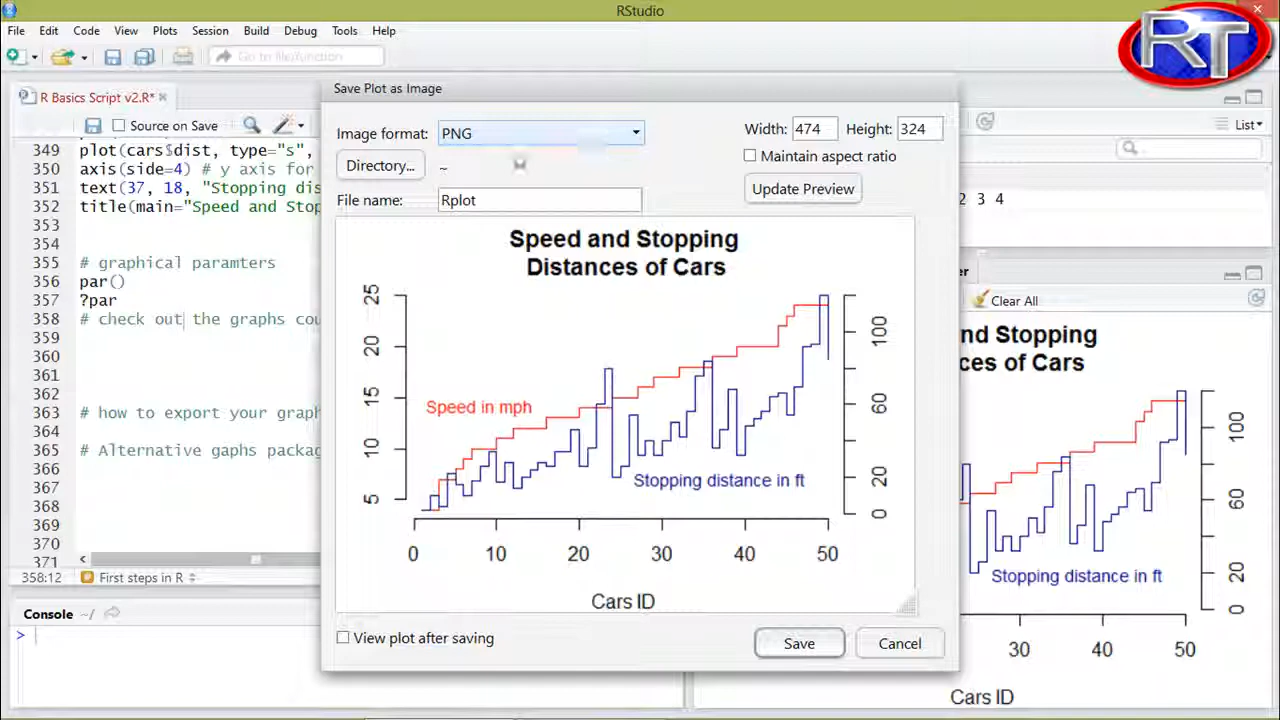 RStudio
File Edit Code View Plots Session Build Debug Tools Help
RT
Go to file/function
R Basics Script v2.R*
Source on Save
List
349 plot(cars$dist, type="s",
350 axis(side=4) # y axis for
351 text(37, 18, "Stopping dis
352 title(main="Speed and Stop
353
354
355 # graphical paramters
356 par()
357 ?par
358 # check out the graphs cou
359
360
361
362
363 # how to export your graph
364
365 # Alternative gaphs packag
366
367
368
369
370
371
358:12 First steps in R
Console ~/
>
Save Plot as Image
Image format: PNG
Width: 474 Height: 324
Directory... ~
Maintain aspect ratio
File name: Rplot
Update Preview
Speed and Stopping
Distances of Cars
25
20
15
10
5
100
60
20
0
Speed in mph
Stopping distance in ft
0 10 20 30 40 50
Cars ID
View plot after saving
Save Cancel
2 3 4
er
Clear All
nd Stopping
ces of Cars
100
60
20
0
Stopping distance in ft
30 40 50
Cars ID